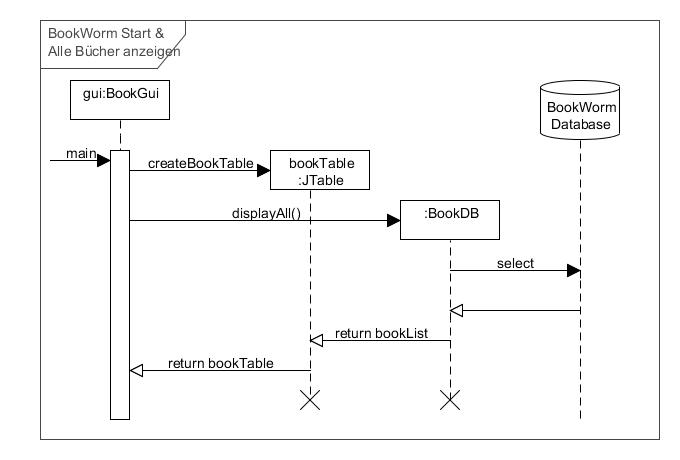 BookWorm Start &
Alle Bücher anzeigen
gui:BookGui
BookWorm
Database
main
createBookTable
bookTable
:JTable
displayAll()
:BookDB
select
return bookList
return bookTable